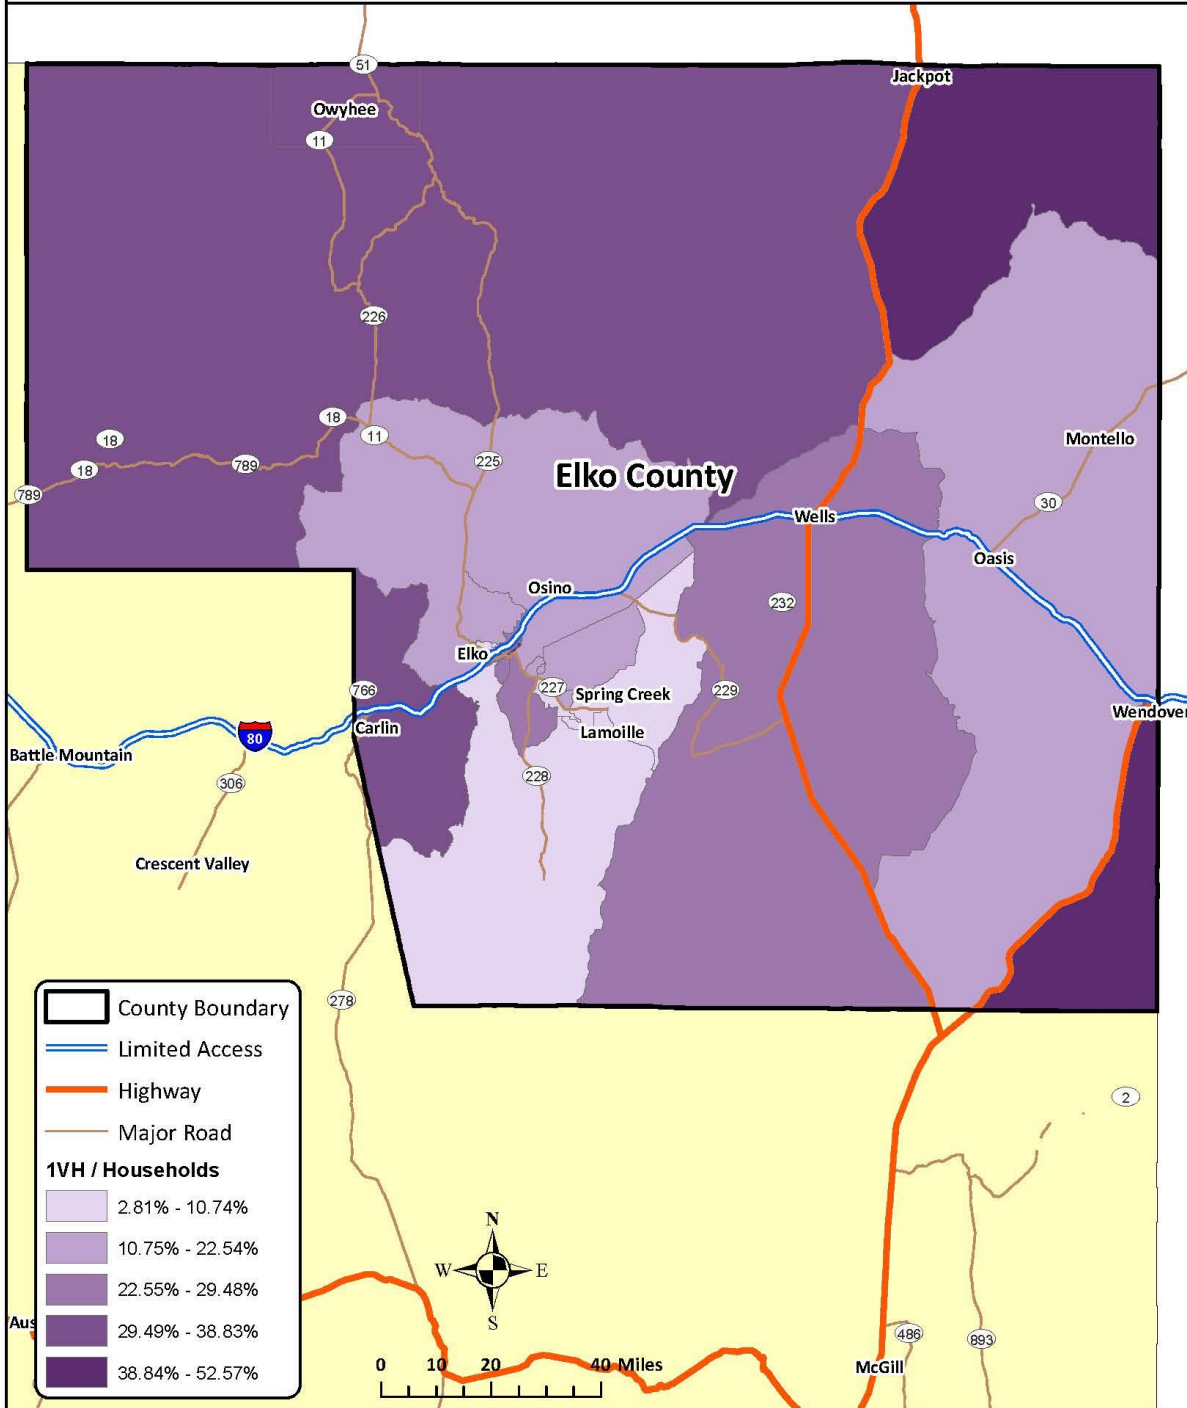 51
Jackpot
Owyhee
11
226
18
11
18
225
789
18
789
Elko County
Montello
30
Wells
Oasis
Osino
232
Elko
766
227
Spring Creek
229
Carlin
Lamoille
Wendover
80
Battle Mountain
228
306
Crescent Valley
278
County Boundary
Limited Access
Highway
Major Road
1VH / Households
2.81% - 10.74%
10.75% - 22.54%
22.55% - 29.48%
29.49% - 38.83%
38.84% - 52.57%
2
N
W E
S
Aus
486
893
McGill
0 10 20 40 Miles